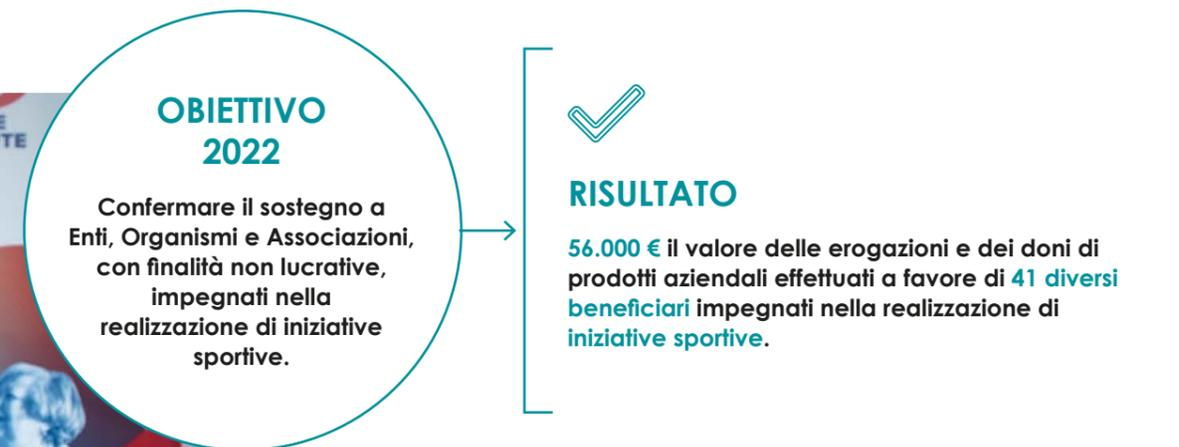 OBIETTIVO
2022
Confermare il sostegno a
Enti, Organismi e Associazioni,
con finalità non lucrative,
impegnati nella
realizzazione di iniziative
sportive.
RISULTATO
56.000 € il valore delle erogazioni e dei doni di
prodotti aziendali effettuati a favore di 41 diversi
beneficiari impegnati nella realizzazione di
iniziative sportive.